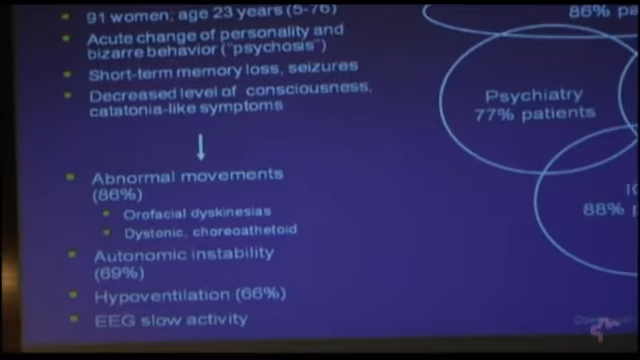 91 women; age 23 years (5-76)
Acute change of personality and
bizarre behavior ("psychosis")
Short-term memory loss, seizures
Decreased level of consciousness,
catatonia-like symptoms
Abnormal movements
(86%)
Orofacial dyskinesias
Dystonic, choreoathetoid
Autonomic instability
(69%)
Hypoventilation (66%)
EEG slow activity
86%
Psychiatry
77% patients
88%